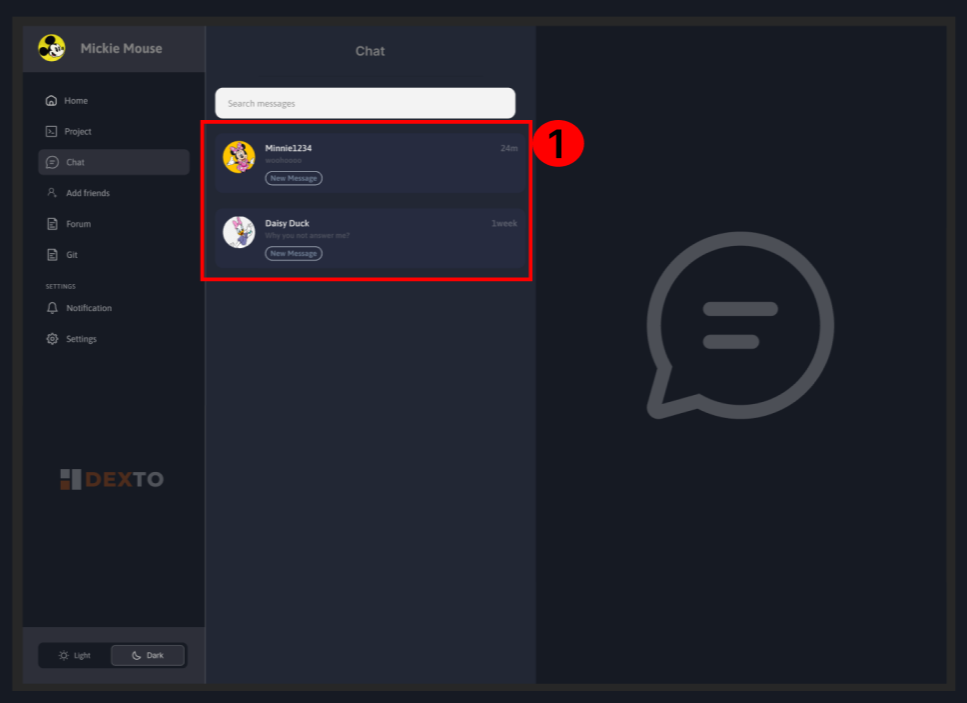 Mickie Mouse
Home
Project
Chat
Add friends
Forum
Git
SETTINGS
Notification
Settings
DEXTO
Light
Dark
Chat
Search messages
Minnie1234
24m
woohoooo
New Message
Daisy Duck
1week
Why you not answer me?
New Message
1